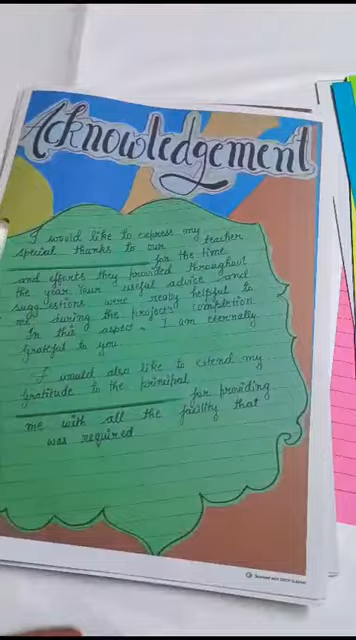 Acknowledgement
I would like to express my
special thanks to our teacher
for the time
and efforts they provided throughout
the year. Your useful advice and
suggestions were really helpful to
me during the project's completion.
In this aspect, I am eternally
grateful to you.
I would also like to extend my
gratitude to the principal
for providing
me with all the facility that
was required